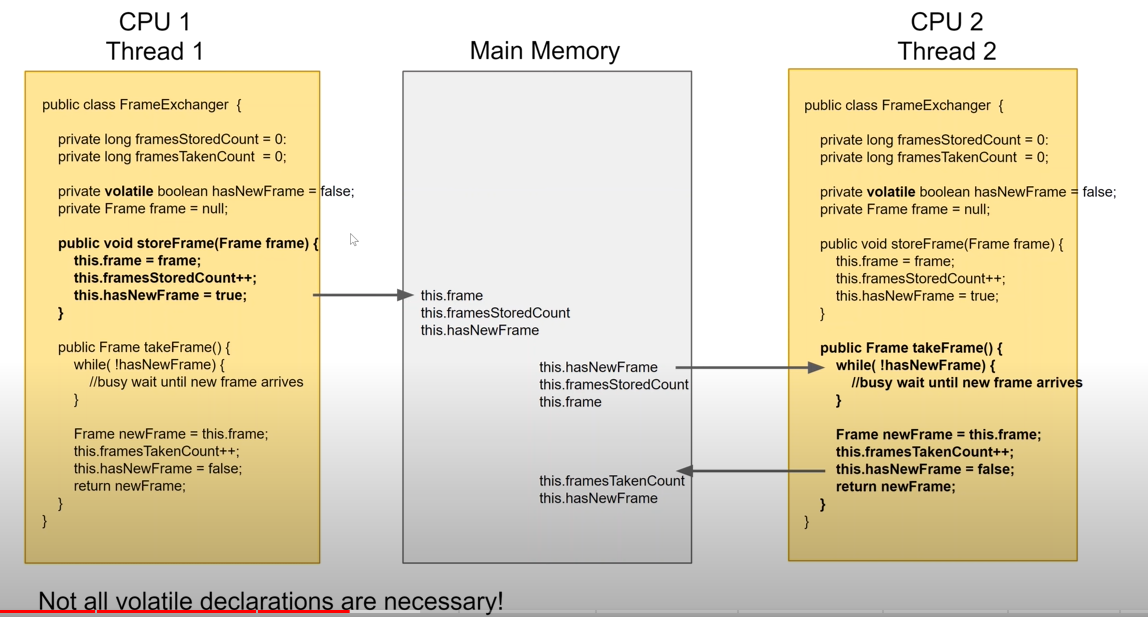 CPU 1
Thread 1
public class FrameExchanger {
private long framesStoredCount = 0:
private long framesTakenCount = 0;
private volatile boolean hasNewFrame = false;
private Frame frame = null;
public void storeFrame(Frame frame) {
this.frame = frame;
this.framesStoredCount++;
this.hasNewFrame = true;
}
public Frame takeFrame() {
while( !hasNewFrame) {
//busy wait until new frame arrives
}
Frame newFrame = this.frame;
this.framesTakenCount++;
this.hasNewFrame = false;
return newFrame;
}
}
Main Memory
this.frame
this.framesStoredCount
this.hasNewFrame
this.hasNewFrame
this.framesStoredCount
this.frame
this.framesTakenCount
this.hasNewFrame
CPU 2
Thread 2
public class FrameExchanger {
private long framesStoredCount = 0:
private long framesTakenCount = 0;
private volatile boolean hasNewFrame = false;
private Frame frame = null;
public void storeFrame(Frame frame) {
this.frame = frame;
this.framesStoredCount++;
this.hasNewFrame = true;
}
public Frame takeFrame() {
while( !hasNewFrame) {
//busy wait until new frame arrives
}
Frame newFrame = this.frame;
this.framesTakenCount++;
this.hasNewFrame = false;
return newFrame;
}
}
Not all volatile declarations are necessary!